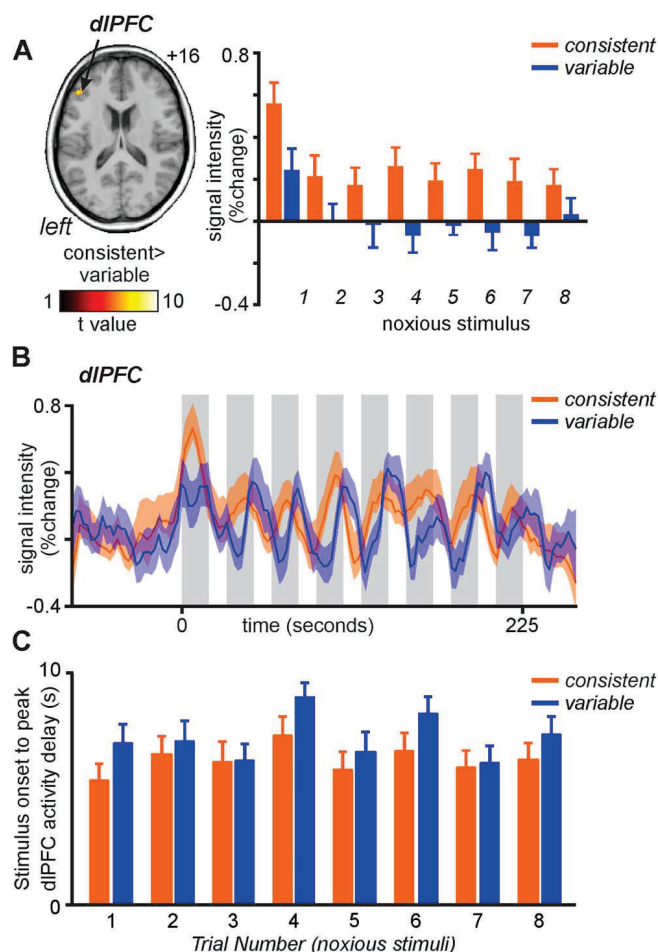 A
dlPFC
+16
left
consistent>
variable
1 10
t value
0.8
-0.4
signal intensity
(%change)
consistent
variable
1 2 3 4 5 6 7 8
noxious stimulus
B
dlPFC
0.8
-0.4
signal intensity
(%change)
consistent
variable
0 time (seconds) 225
C
10
0
Stimulus onset to peak
dlPFC activity delay (s)
consistent
variable
1 2 3 4 5 6 7 8
Trial Number (noxious stimuli)